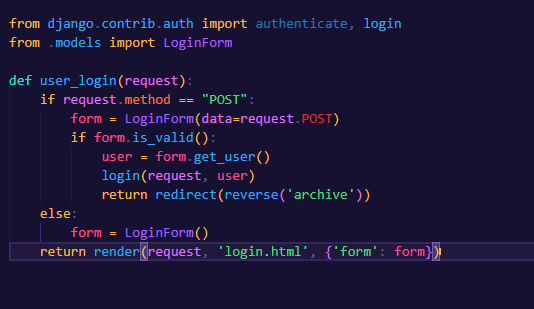 from django.contrib.auth import authenticate, login
from .models import LoginForm
def user_login(request):
    if request.method == "POST":
        form = LoginForm(data=request.POST)
        if form.is_valid():
            user = form.get_user()
            login(request, user)
            return redirect(reverse('archive'))
    else:
        form = LoginForm()
    return render(request, 'login.html', {'form': form})